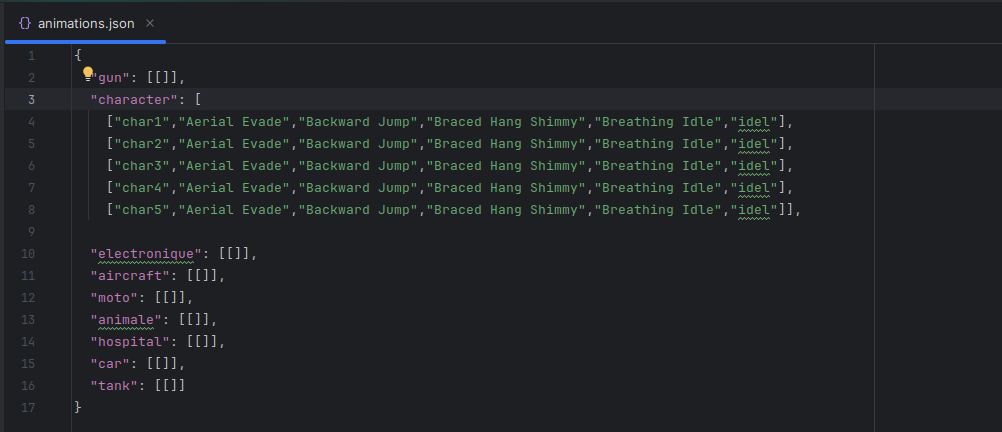 {} animations.json ×
1 {
2 "gun": [[]],
3 "character": [
4 ["char1","Aerial Evade","Backward Jump","Braced Hang Shimmy","Breathing Idle","idel"],
5 ["char2","Aerial Evade","Backward Jump","Braced Hang Shimmy","Breathing Idle","idel"],
6 ["char3","Aerial Evade","Backward Jump","Braced Hang Shimmy","Breathing Idle","idel"],
7 ["char4","Aerial Evade","Backward Jump","Braced Hang Shimmy","Breathing Idle","idel"],
8 ["char5","Aerial Evade","Backward Jump","Braced Hang Shimmy","Breathing Idle","idel"]],
9
10 "electronique": [[]],
11 "aircraft": [[]],
12 "moto": [[]],
13 "animale": [[]],
14 "hospital": [[]],
15 "car": [[]],
16 "tank": [[]]
17 }